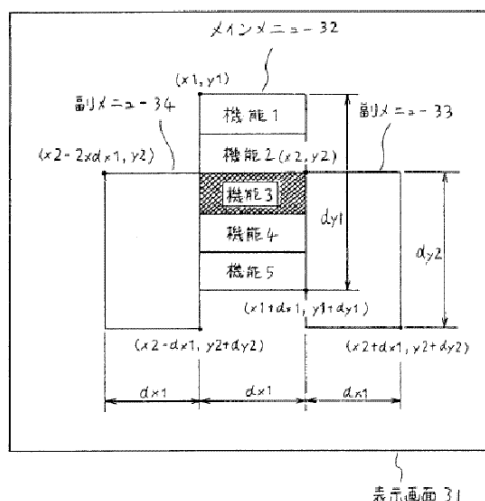 メインメニュー32
(x1, y1)
副メニュー34
副メニュー33
機能1
(x2-2×dx1, y2)
機能2
(x2, y2)
機能3
dy1
機能4
dy2
機能5
(x1+dx1, y1+dy1)
(x2-dx1, y2+dy2)
(x2+dx1, y2+dy2)
dx1
dx1
dx1
表示画面31